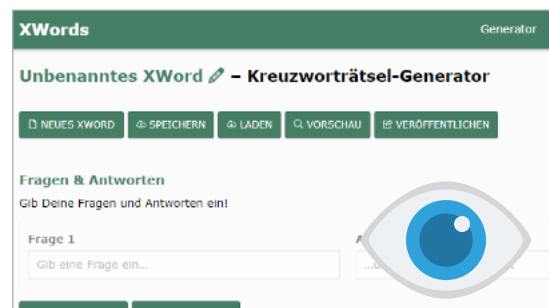 XWords
Generator
Unbenanntes XWord – Kreuzworträtsel-Generator
NEUES XWORD SPEICHERN LADEN VORSCHAU VERÖFFENTLICHEN
Fragen & Antworten
Gib Deine Fragen und Antworten ein!
Frage 1
Gib eine Frage ein...